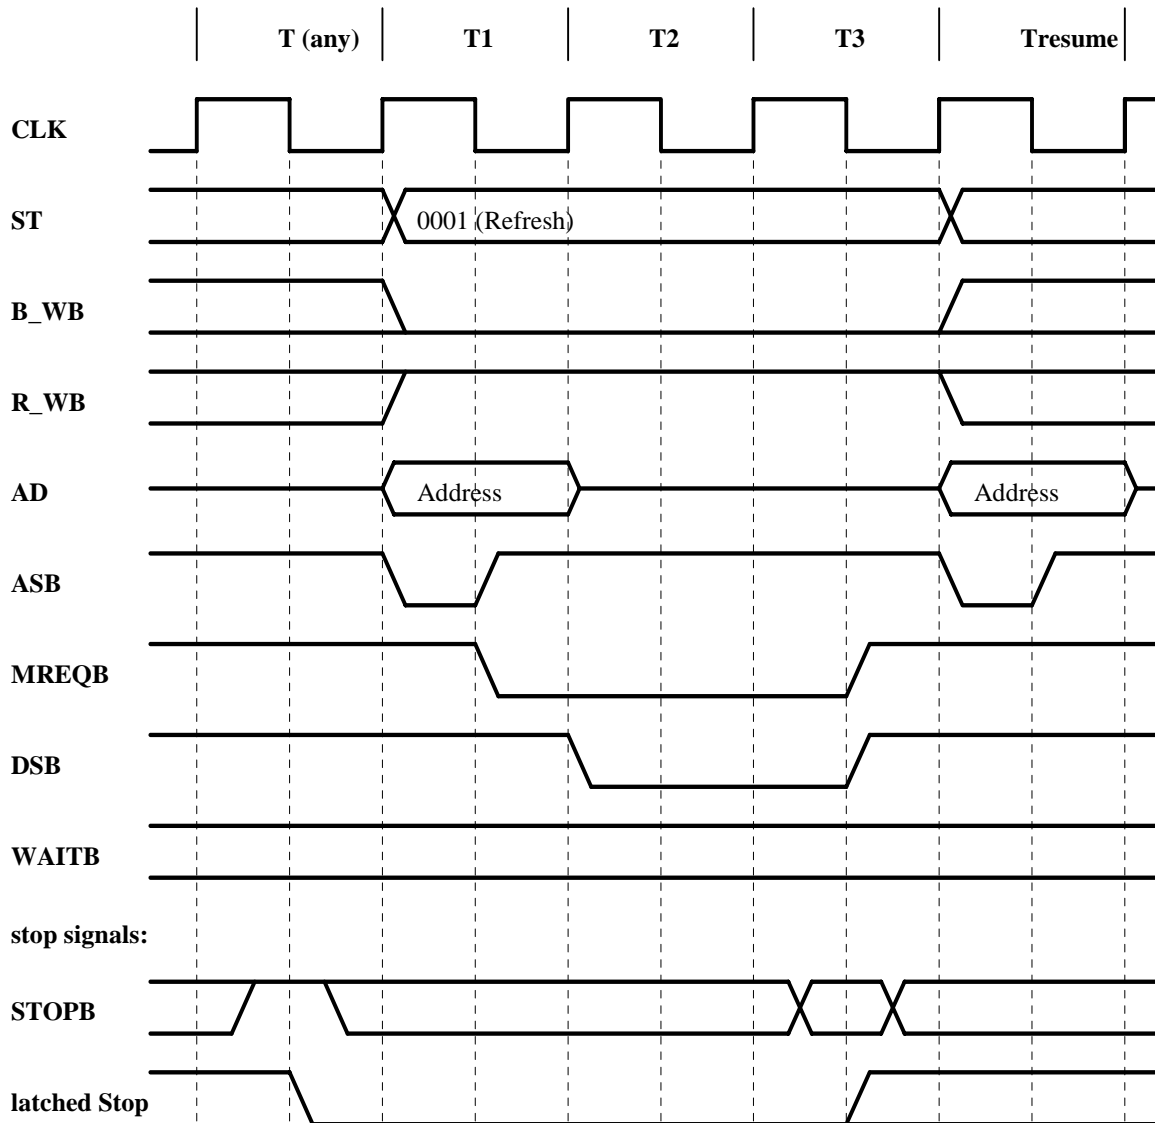 T (any) T1 T2 T3 Tresume
CLK
ST 0001 (Refresh)
B_WB
R_WB
AD Address Address
ASB
MREQB
DSB
WAITB
stop signals:
STOPB
latched Stop